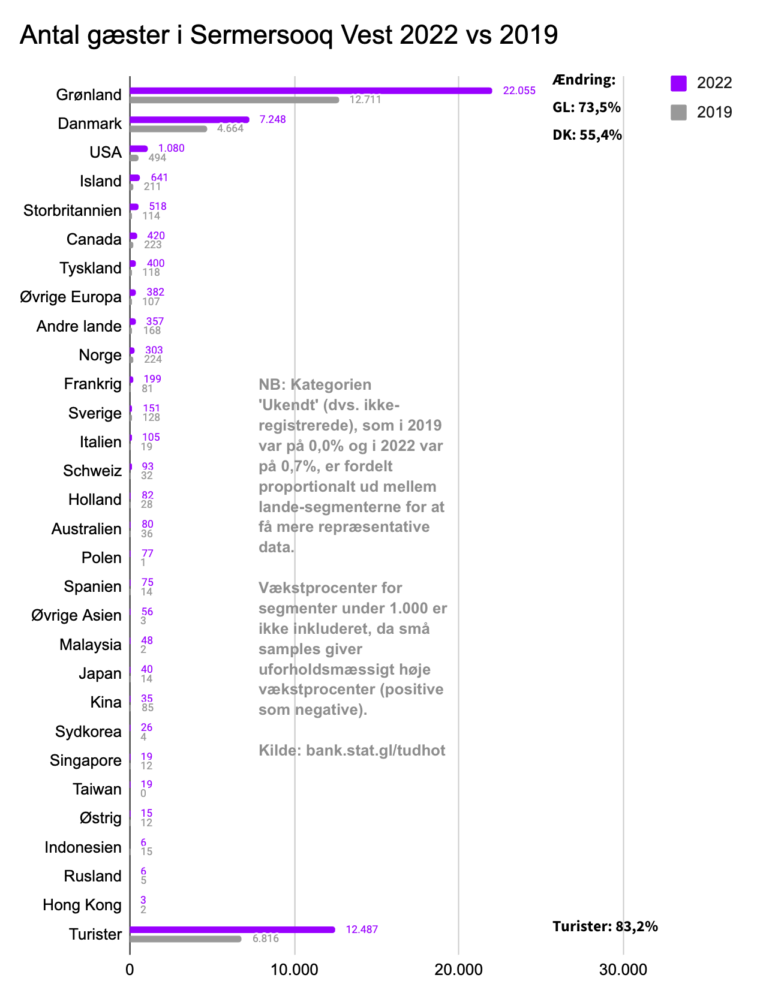 Antal gæster i Sermersooq Vest 2022 vs 2019
Ændring:
GL: 73,5%
DK: 55,4%
2022
2019
Grønland 22.055 12.711
Danmark 7.248 4.664
USA 1.080 494
Island 641 211
Storbritannien 518 114
Canada 420 223
Tyskland 400 118
Øvrige Europa 382 107
Andre lande 357 168
Norge 303 224
Frankrig 199 81
Sverige 151 128
Italien 105 19
Schweiz 93 32
Holland 82 28
Australien 80 36
Polen 77 1
Spanien 75 14
Øvrige Asien 56 3
Malaysia 48 2
Japan 40 14
Kina 35 85
Sydkorea 26 4
Singapore 19 12
Taiwan 19 0
Østrig 15 12
Indonesien 6 15
Rusland 6 5
Hong Kong 3 2
Turister 12.487 6.816
NB: Kategorien
'Ukendt' (dvs. ikke-
registrerede), som i 2019
var på 0,0% og i 2022 var
på 0,7%, er fordelt
proportionalt ud mellem
lande-segmenterne for at
få mere repræsentative
data.
Vækstprocenter for
segmenter under 1.000 er
ikke inkluderet, da små
samples giver
uforholdsmæssigt høje
vækstprocenter (positive
som negative).
Kilde: bank.stat.gl/tudhot
Turister: 83,2%
0 10.000 20.000 30.000